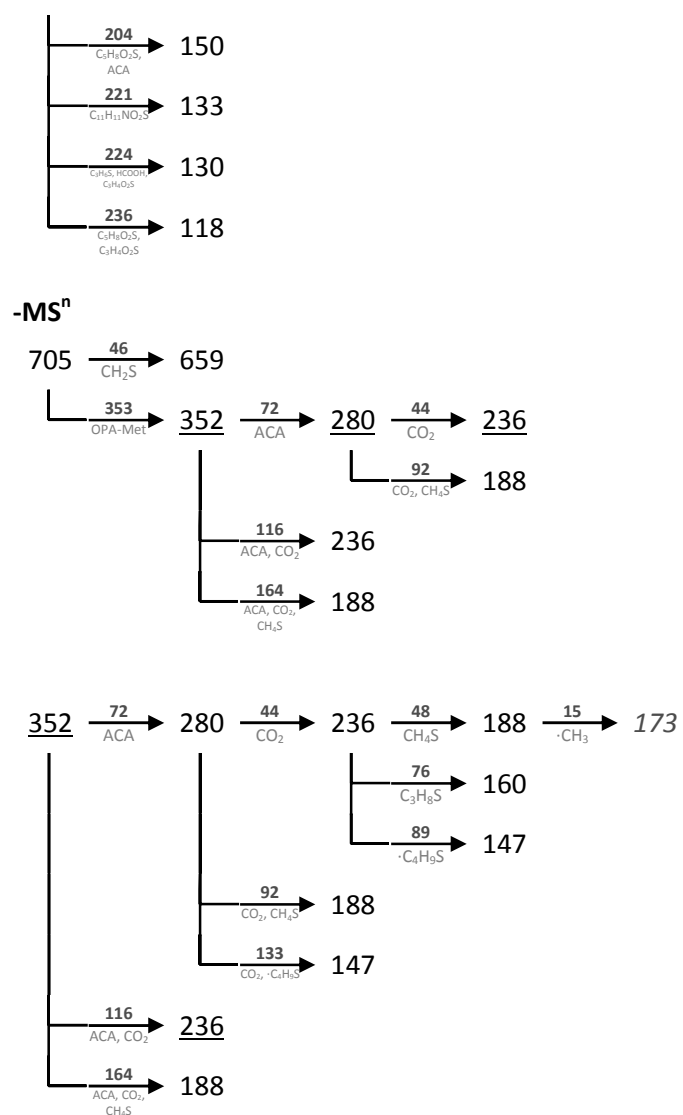 204
C₅H₈O₂S,
ACA
150
221
C₁₁H₁₁NO₂S
133
224
C₃H₆S, HCOOH,
C₃H₄O₂S
130
236
C₅H₈O₂S,
C₃H₄O₂S
118
-MSⁿ
705 46 CH₂S 659
353 OPA-Met 352 72 ACA 280 44 CO₂ 236
92 CO₂, CH₄S 188
116 ACA, CO₂ 236
164
ACA, CO₂,
CH₄S
188
352 72 ACA 280 44 CO₂ 236 48 CH₄S 188 15 ·CH₃ 173
76 C₃H₈S 160
89 ·C₄H₉S 147
92 CO₂, CH₄S 188
133 CO₂, ·C₄H₉S 147
116 ACA, CO₂ 236
164
ACA, CO₂,
CH₄S
188